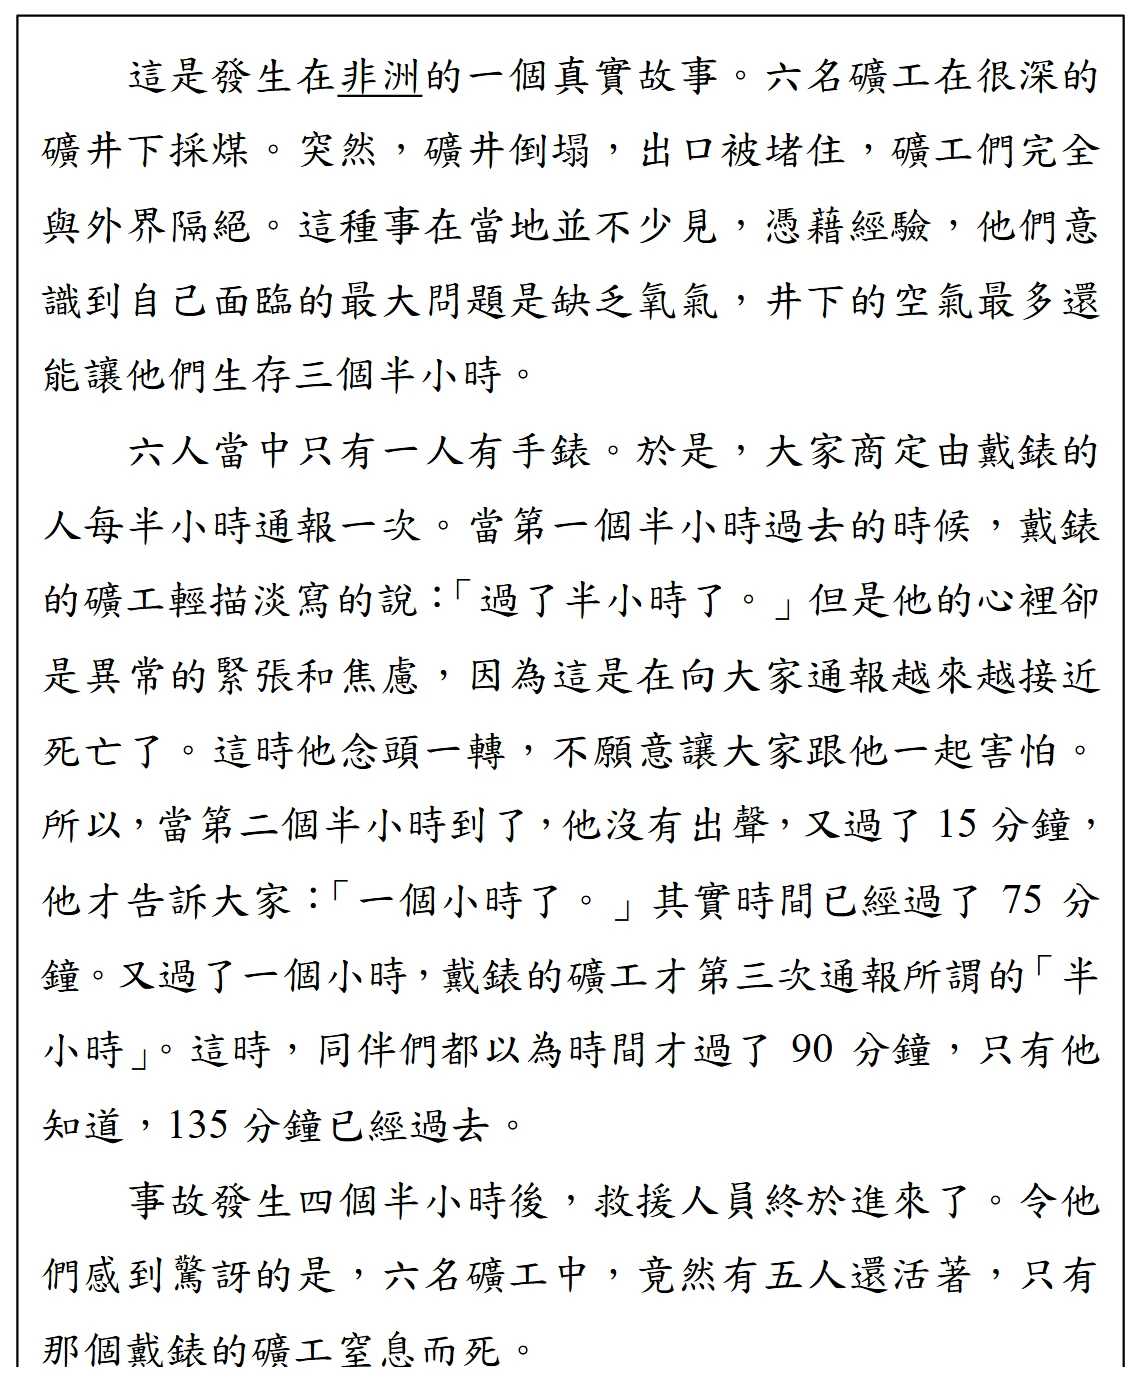 這是發生在非洲的一個真實故事。六名礦工在很深的
礦井下採煤。突然，礦井倒塌，出口被堵住，礦工們完全
與外界隔絕。這種事在當地並不少見，憑藉經驗，他們意
識到自己面臨的最大問題是缺乏氧氣，井下的空氣最多還
能讓他們生存三個半小時。
六人當中只有一人有手錶。於是，大家商定由戴錶的
人每半小時通報一次。當第一個半小時過去的時候，戴錶
的礦工輕描淡寫的說：「過了半小時了。」但是他的心裡卻
是異常的緊張和焦慮，因為這是在向大家通報越來越接近
死亡了。這時他念頭一轉，不願意讓大家跟他一起害怕。
所以，當第二個半小時到了，他沒有出聲，又過了 15 分鐘，
他才告訴大家：「一個小時了。」其實時間已經過了 75 分
鐘。又過了一個小時，戴錶的礦工才第三次通報所謂的「半
小時」。這時，同伴們都以為時間才過了 90 分鐘，只有他
知道，135 分鐘已經過去。
事故發生四個半小時後，救援人員終於進來了。令他
們感到驚訝的是，六名礦工中，竟然有五人還活著，只有
那個戴錶的礦工窒息而死。